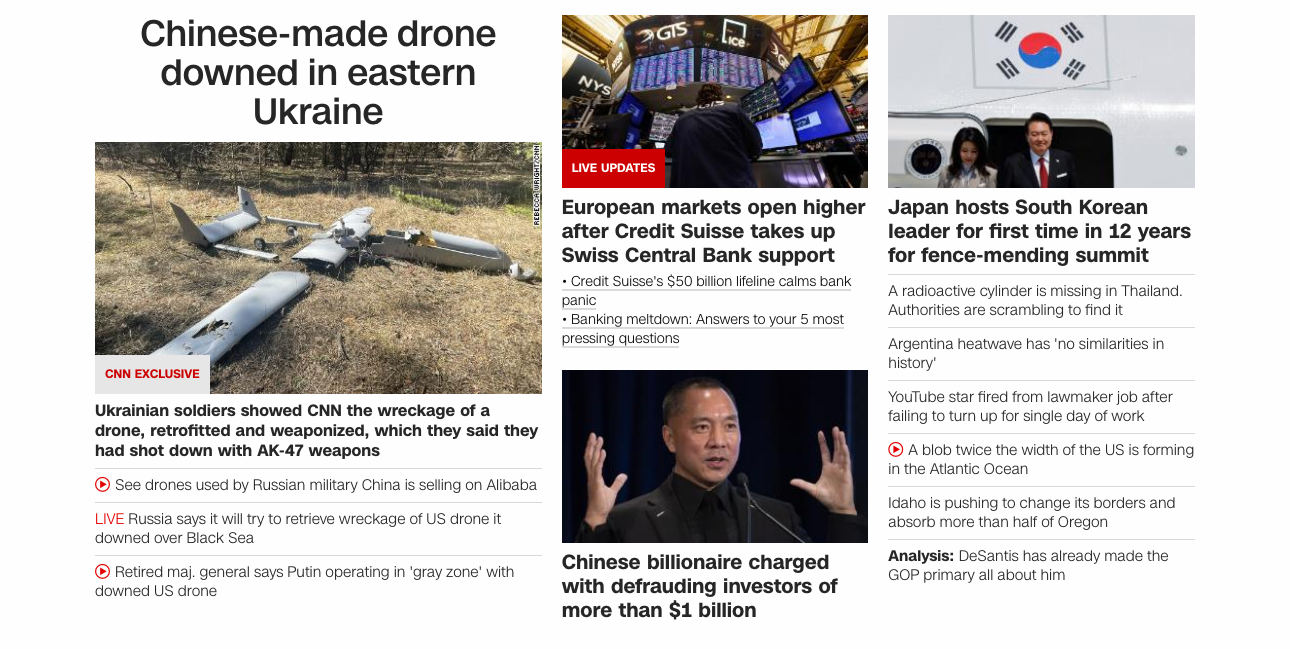 Chinese-made drone
downed in eastern
Ukraine
REBECCA WRIGHT/CNN
CNN EXCLUSIVE
Ukrainian soldiers showed CNN the wreckage of a
drone, retrofitted and weaponized, which they said they
had shot down with AK-47 weapons
See drones used by Russian military China is selling on Alibaba
LIVE Russia says it will try to retrieve wreckage of US drone it
downed over Black Sea
Retired maj. general says Putin operating in 'gray zone' with
downed US drone
GTS
ice
NYS
GTS
LIVE UPDATES
European markets open higher
after Credit Suisse takes up
Swiss Central Bank support
• Credit Suisse's $50 billion lifeline calms bank
panic
• Banking meltdown: Answers to your 5 most
pressing questions
Chinese billionaire charged
with defrauding investors of
more than $1 billion
Japan hosts South Korean
leader for first time in 12 years
for fence-mending summit
A radioactive cylinder is missing in Thailand.
Authorities are scrambling to find it
Argentina heatwave has 'no similarities in
history'
YouTube star fired from lawmaker job after
failing to turn up for single day of work
A blob twice the width of the US is forming
in the Atlantic Ocean
Idaho is pushing to change its borders and
absorb more than half of Oregon
Analysis: DeSantis has already made the
GOP primary all about him